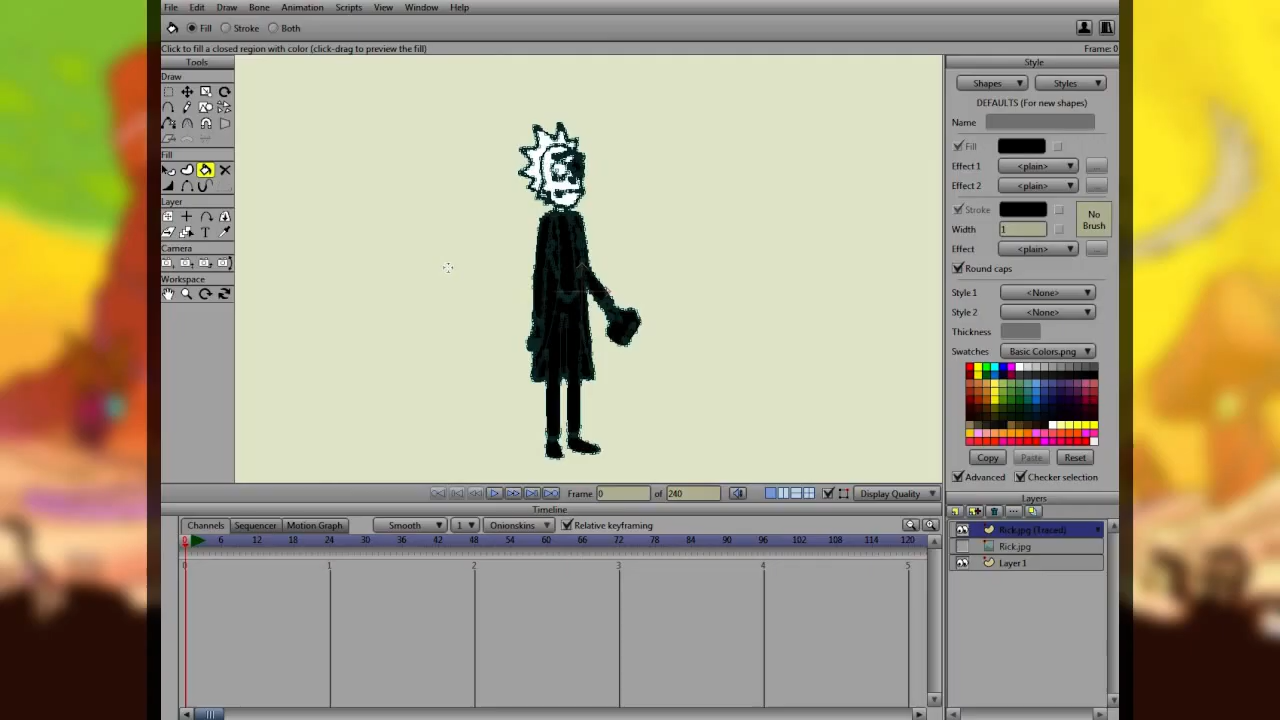 File Edit Draw Bone Animation Scripts View Window Help
Fill Stroke Both
Click to fill a closed region with color (click-drag to preview the fill) Frame: 0
Tools
Draw
Fill
Layer
Camera
Workspace
Style
Shapes Styles
DEFAULTS (For new shapes)
Name
Fill
Effect 1 <plain> ...
Effect 2 <plain> ...
Stroke
No Brush
Width 1
Effect <plain> ...
Round caps
Style 1 <None>
Style 2 <None>
Thickness
Swatches Basic Colors.png
Copy Paste Reset
Advanced Checker selection
Frame 0 of 240 Display Quality
Layers
Rick.jpg (Traced)
Rick.jpg
Layer 1
Timeline
Channels Sequencer Motion Graph Smooth 1 Onionskins Relative keyframing
0 6 12 18 24 30 36 42 48 54 60 66 72 78 84 90 96 102 108 114 120
0 1 2 3 4 5